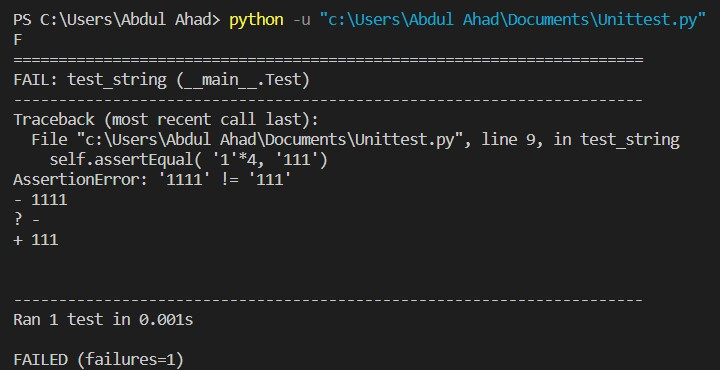 PS C:\Users\Abdul Ahad> python -u "c:\Users\Abdul Ahad\Documents\Unittest.py"
F
======================================================================
FAIL: test_string (__main__.Test)
----------------------------------------------------------------------
Traceback (most recent call last):
  File "c:\Users\Abdul Ahad\Documents\Unittest.py", line 9, in test_string
    self.assertEqual( '1'*4, '111')
AssertionError: '1111' != '111'
- 1111
? -
+ 111
----------------------------------------------------------------------
Ran 1 test in 0.001s
FAILED (failures=1)